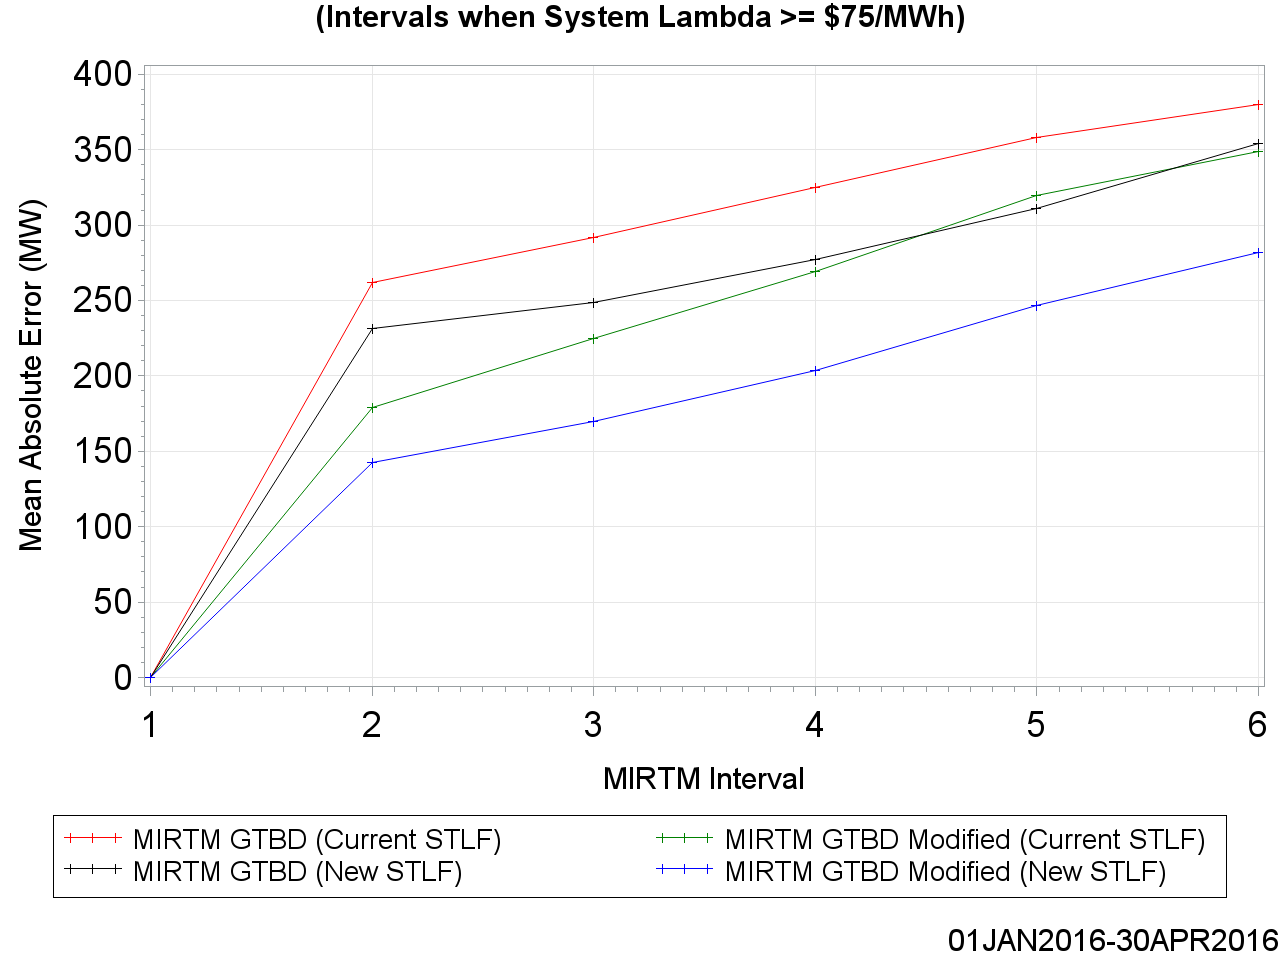 (Intervals when System Lambda >= $75/MWh)
400
350
300
250
200
150
100
50
0
Mean Absolute Error (MW)
1 2 3 4 5 6
MIRTM Interval
MIRTM GTBD (Current STLF) MIRTM GTBD Modified (Current STLF)
MIRTM GTBD (New STLF) MIRTM GTBD Modified (New STLF)
01JAN2016-30APR2016